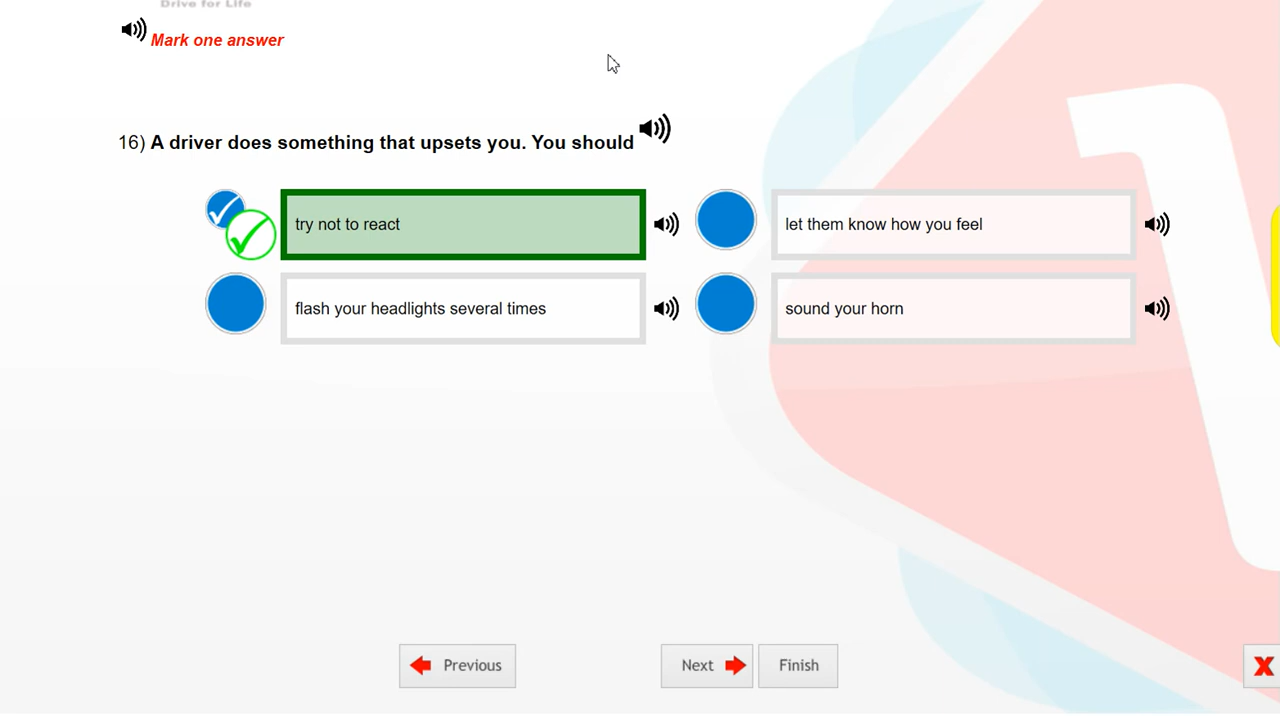 Drive for Life
Mark one answer
16) A driver does something that upsets you. You should
try not to react
let them know how you feel
flash your headlights several times
sound your horn
Previous
Next
Finish
X